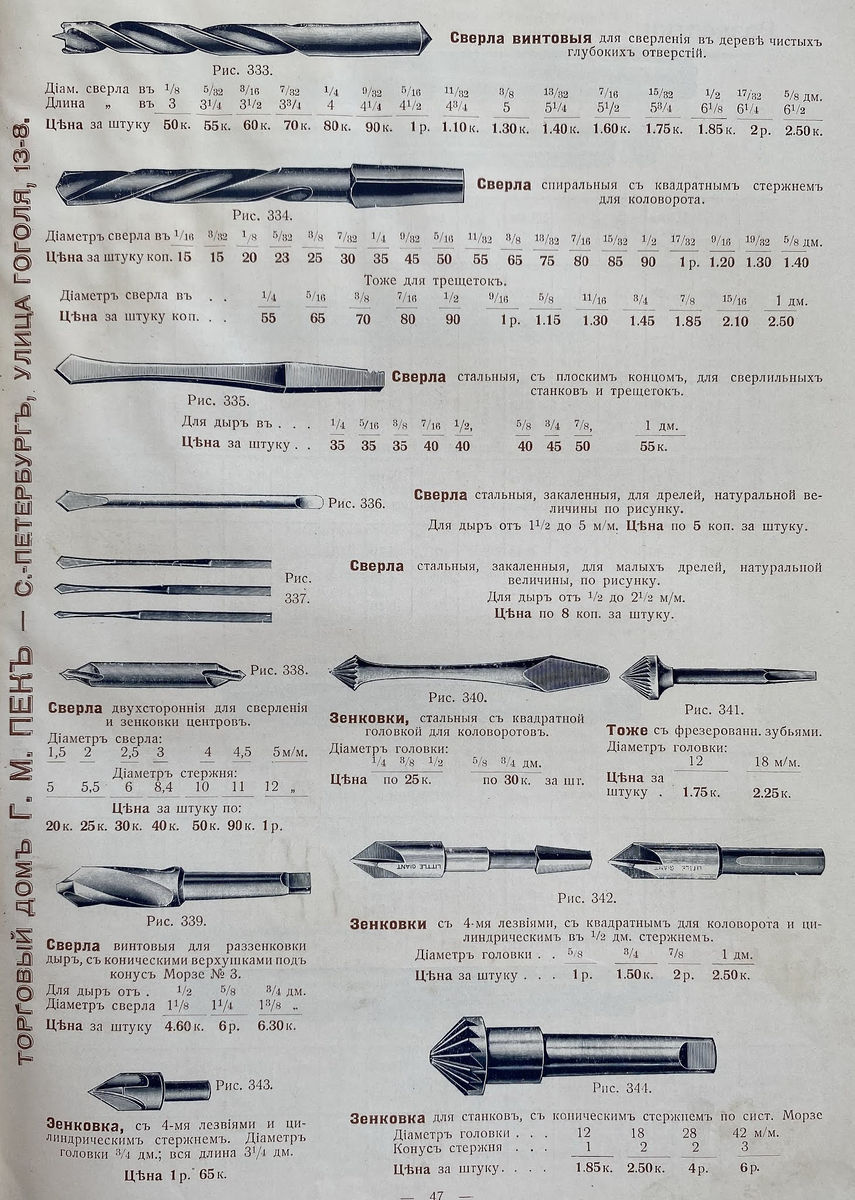 ТОРГОВЫЙ ДОМЪ Г. М. ПЕКЪ — С.-ПЕТЕРБУРГЪ, УЛИЦА ГОГОЛЯ, 13-8.
Сверла винтовыя для сверленія въ деревѣ чистыхъ
глубокихъ отверстій.
Рис. 333.
Діам. сверла въ 1/8 5/32 3/16 7/32 1/4 9/32 5/16 11/32 3/8 13/32 7/16 15/32 1/2 17/32 5/8 дм.
Длина „ въ 3 3 1/4 3 1/2 3 3/4 4 4 1/4 4 1/2 4 3/4 5 5 1/4 5 1/2 5 3/4 6 1/8 6 1/4 6 1/2
Цѣна за штуку 50 к. 55 к. 60 к. 70 к. 80 к. 90 к. 1 р. 1.10 к. 1.30 к. 1.40 к. 1.60 к. 1.75 к. 1.85 к. 2 р. 2.50 к.
Сверла спиральныя съ квадратнымъ стержнемъ
для коловорота.
Рис. 334.
Діаметръ сверла въ 1/16 3/32 1/8 5/32 3/8 7/32 1/4 9/32 5/16 11/32 3/8 13/32 7/16 15/32 1/2 17/32 9/16 19/32 5/8 дм.
Цѣна за штуку коп. 15 15 20 23 25 30 35 45 50 55 65 75 80 85 90 1 р. 1.20 1.30 1.40
Тоже для трещетокъ.
Діаметръ сверла въ . . 1/4 5/16 3/8 7/16 1/2 9/16 5/8 11/16 3/4 7/8 15/16 1 дм.
Цѣна за штуку коп. . . 55 65 70 80 90 1 р. 1.15 1.30 1.45 1.85 2.10 2.50
Сверла стальныя, съ плоскимъ концомъ, для сверлильныхъ
станковъ и трещетокъ.
Рис. 335.
Для дыръ въ . . . 1/4 5/16 3/8 7/16 1/2, 5/8 3/4 7/8, 1 дм.
Цѣна за штуку . . 35 35 35 40 40 40 45 50 55 к.
Рис. 336.
Сверла стальныя, закаленныя, для дрелей, натуральной ве-
личины по рисунку.
Для дыръ отъ 1 1/2 до 5 м/м. Цѣна по 5 коп. за штуку.
Рис.
337.
Сверла стальныя, закаленныя, для малыхъ дрелей, натуральной
величины, по рисунку.
Для дыръ отъ 1/2 до 2 1/2 м/м.
Цѣна по 8 коп. за штуку.
Рис. 338.
Сверла двухстороннія для сверленія
и зенковки центровъ.
Діаметръ сверла:
1,5 2 2,5 3 4 4,5 5 м/м.
Діаметръ стержня:
5 5,5 6 8,4 10 11 12 „
Цѣна за штуку по:
20 к. 25 к. 30 к. 40 к. 50 к. 90 к. 1 р.
Рис. 340.
Зенковки, стальныя съ квадратной
головкой для коловоротовъ.
Діаметръ головки:
1/4 3/8 1/2 5/8 3/4 дм.
Цѣна по 25 к. по 30 к. за шт.
Рис. 341.
Тоже съ фрезерованн. зубьями.
Діаметръ головки:
12 18 м/м.
Цѣна за
штуку . 1.75 к. 2.25 к.
Рис. 339.
Сверла винтовыя для раззенковки
дыръ, съ коническими верхушками подъ
конусъ Морзе № 3.
Для дыръ отъ . 1/2 5/8 3/4 дм.
Діаметръ сверла 1 1/8 1 1/4 1 3/8 „
Цѣна за штуку 4.60 к. 6 р. 6.30 к.
LITTLE GIANT
LITTLE GIANT
Рис. 342.
Зенковки съ 4-мя лезвіями, съ квадратнымъ для коловорота и ци-
линдрическимъ въ 1/2 дм. стержнемъ.
Діаметръ головки . . 5/8 3/4 7/8 1 дм.
Цѣна за штуку . . . 1 р. 1.50 к. 2 р. 2.50 к.
Рис. 343.
Зенковка, съ 4-мя лезвіями и ци-
линдрическимъ стержнемъ. Діаметръ
головки 3/4 дм.; вся длина 3 1/4 дм.
Цѣна 1 р. 65 к.
Рис. 344.
Зенковка для станковъ, съ коническимъ стержнемъ по сист. Морзе
Діаметръ головки . . . 12 18 28 42 м/м.
Конусъ стержня . . . 1 2 2 3
Цѣна за штуку. . . . 1.85 к. 2.50 к. 4 р. 6 р.
— 47 —